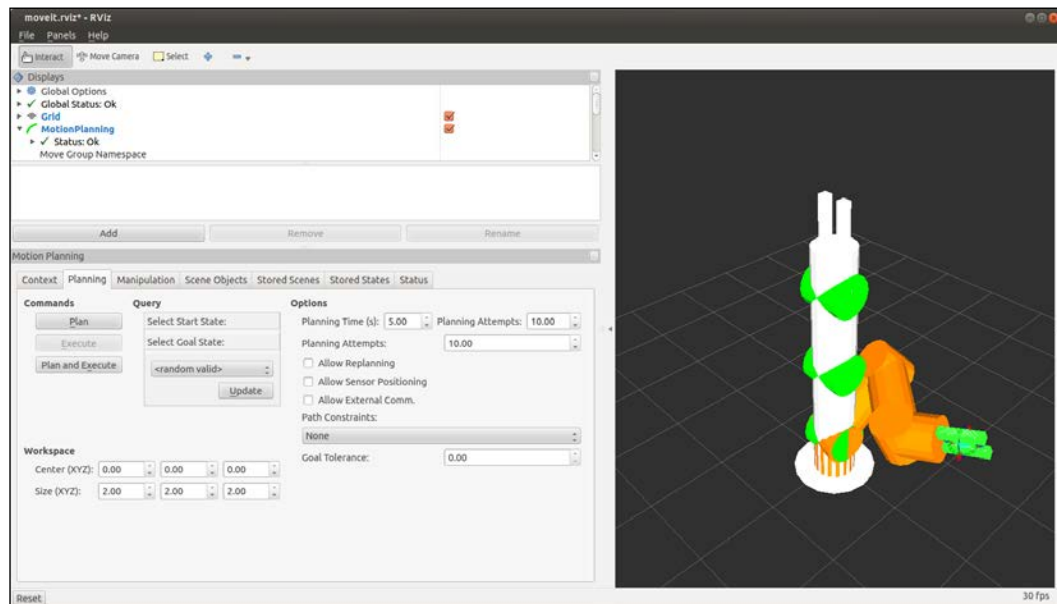 moveit.rviz* - RViz
File Panels Help
Interact Move Camera Select
Displays
Global Options
Global Status: Ok
Grid
MotionPlanning
Status: Ok
Move Group Namespace
Add Remove Rename
Motion Planning
Context Planning Manipulation Scene Objects Stored Scenes Stored States Status
Commands Query Options
Plan Select Start State: Planning Time (s): 5.00 Planning Attempts: 10.00
Execute Select Goal State: Planning Attempts: 10.00
Plan and Execute <random valid> Allow Replanning
Update Allow Sensor Positioning
Allow External Comm.
Path Constraints:
None
Workspace Goal Tolerance: 0.00
Center (XYZ): 0.00 0.00 0.00
Size (XYZ): 2.00 2.00 2.00
Reset 30 fps